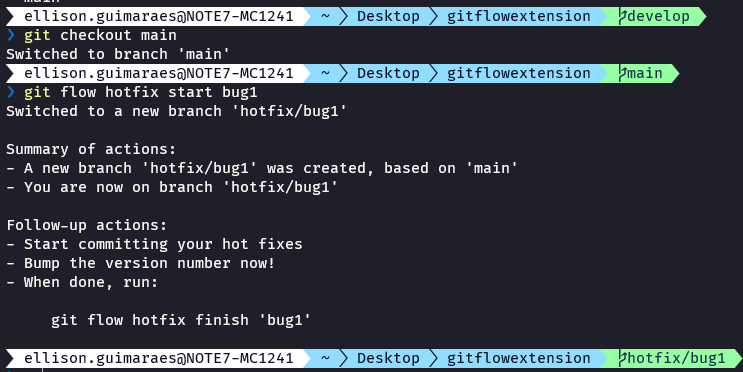 ellison.guimaraes@NOTE7-MC1241 ~ Desktop gitflowextension develop
❯ git checkout main
Switched to branch 'main'
ellison.guimaraes@NOTE7-MC1241 ~ Desktop gitflowextension main
❯ git flow hotfix start bug1
Switched to a new branch 'hotfix/bug1'
Summary of actions:
- A new branch 'hotfix/bug1' was created, based on 'main'
- You are now on branch 'hotfix/bug1'
Follow-up actions:
- Start committing your hot fixes
- Bump the version number now!
- When done, run:
git flow hotfix finish 'bug1'
ellison.guimaraes@NOTE7-MC1241 ~ Desktop gitflowextension hotfix/bug1